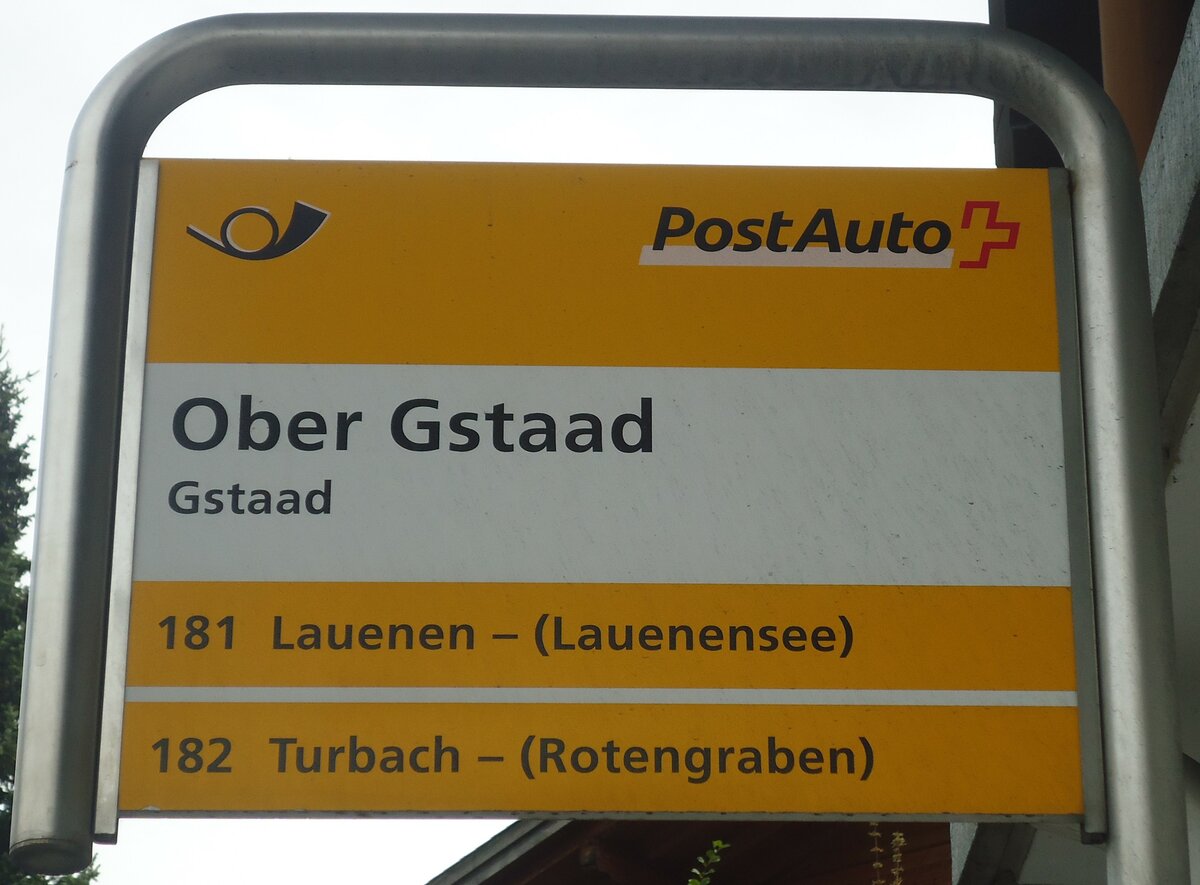 PostAuto
Ober Gstaad
Gstaad
181 Lauenen – (Lauenensee)
182 Turbach – (Rotengraben)